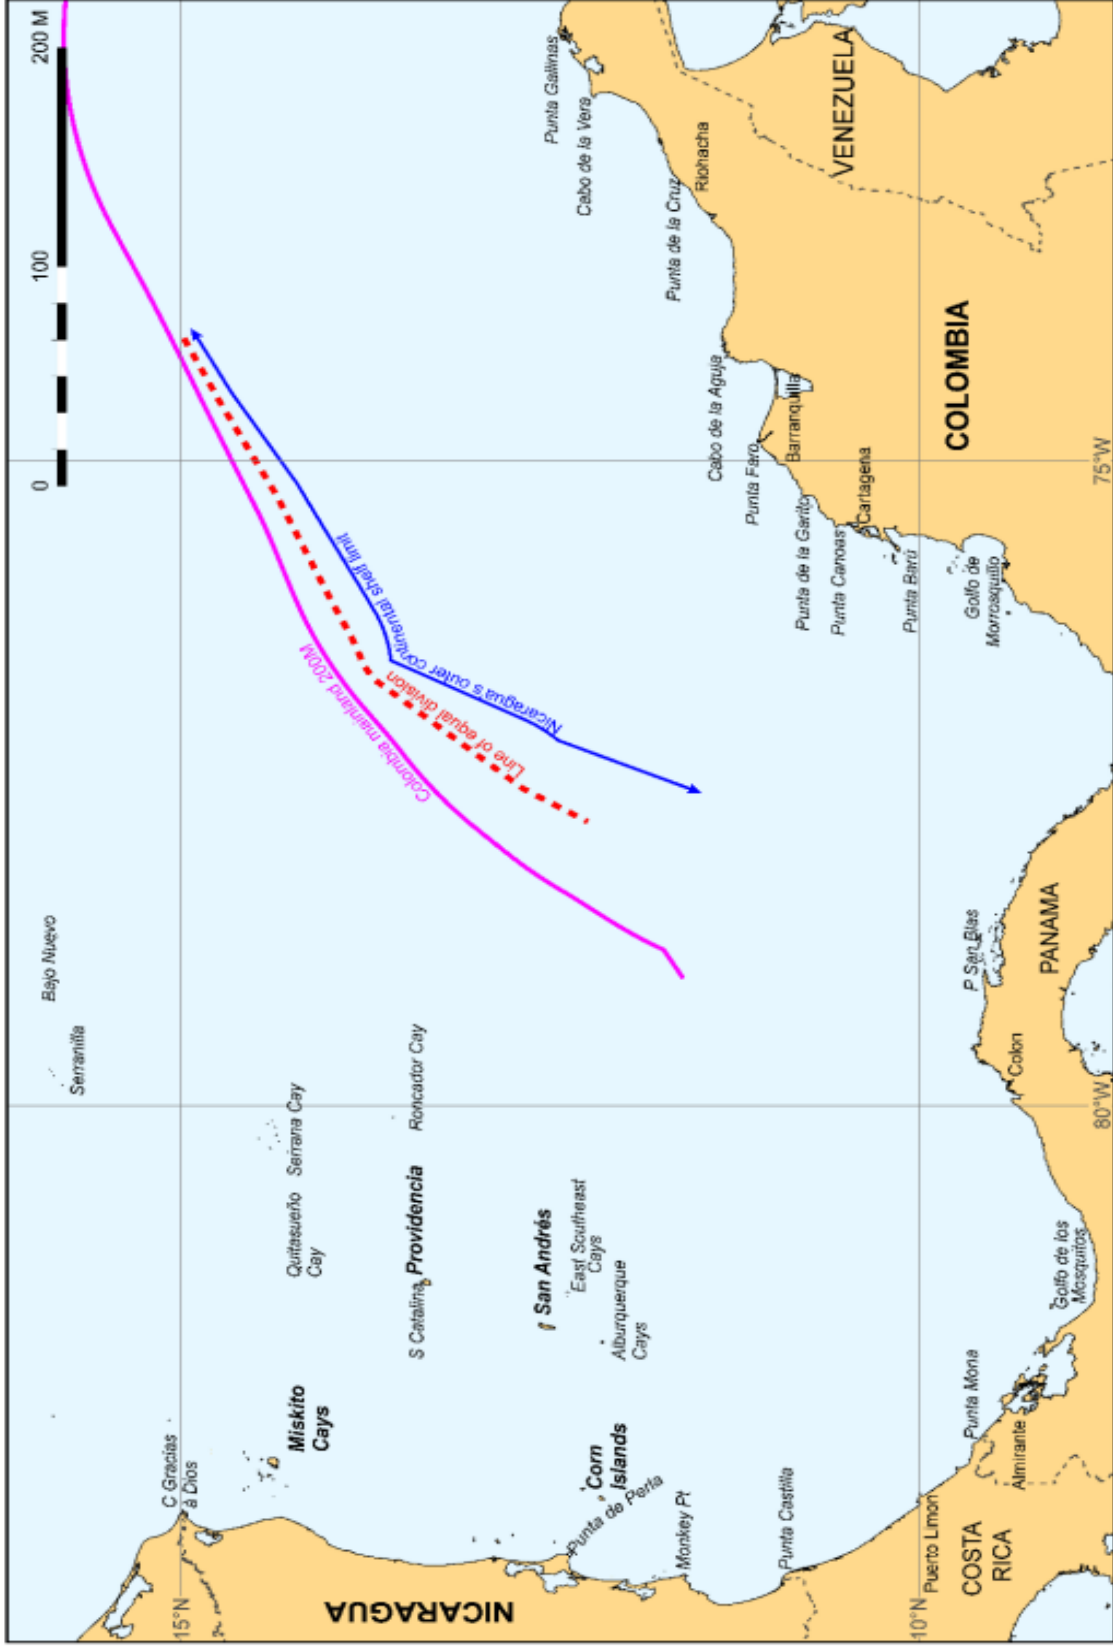 0
100
200 M
Bajo Nuevo
Serranilla
C Gracias
à Dios
15°N
Miskito
Cays
Quitasueño
Cay
Serrana Cay
S Catalina
Providencia
Roncador Cay
San Andrés
East Southeast
Cays
Alburquerque
Cays
Corn
Islands
Punta de Perla
Monkey Pt
Punta Castilla
NICARAGUA
Colombia mainland 200M
Line of equal division
Nicaragua's outer continental shelf limit
Punta Gallinas
Cabo de la Vera
Punta de la Cruz
Riohacha
VENEZUELA
Cabo de la Aguja
Punta Faro
Barranquilla
Punta de la Garita
Punta Canoas
Cartagena
Punta Barú
Golfo de
Morrosquillo
COLOMBIA
10°N
Puerto Limon
COSTA
RICA
Punta Mona
Almirante
Golfo de los
Mosquitos
Colon
P San Blas
PANAMA
80°W
75°W